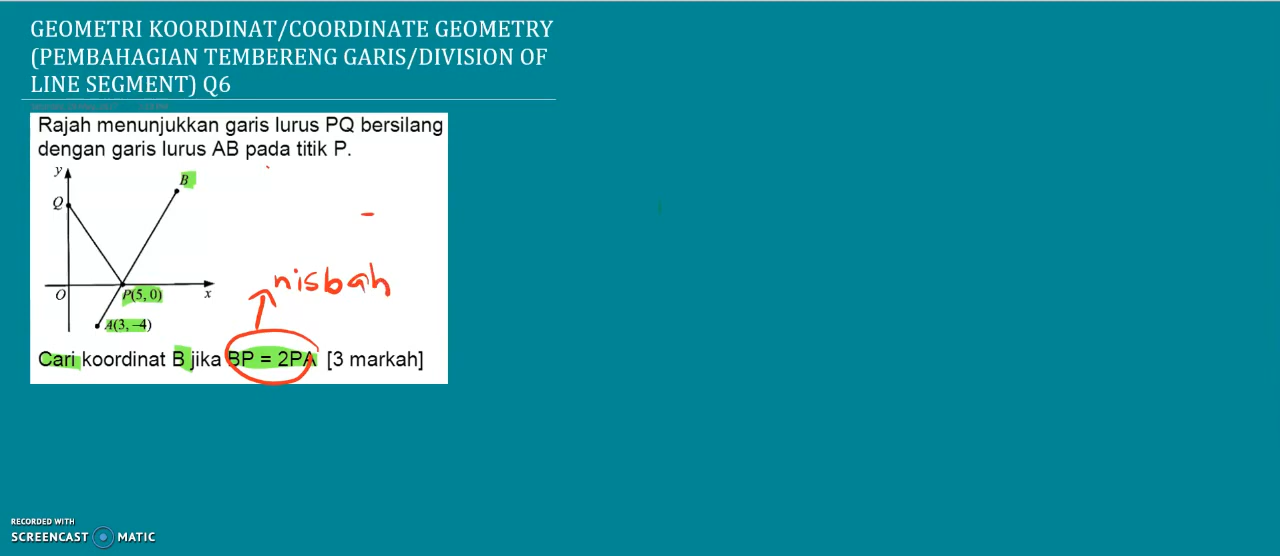 GEOMETRI KOORDINAT/COORDINATE GEOMETRY
(PEMBAHAGIAN TEMBERENG GARIS/DIVISION OF
LINE SEGMENT) Q6
Rajah menunjukkan garis lurus PQ bersilang
dengan garis lurus AB pada titik P.
y
B
Q
nisbah
O
P(5, 0)
x
A(3, –4)
Cari koordinat B jika BP = 2PA [3 markah]
RECORDED WITH
SCREENCAST MATIC